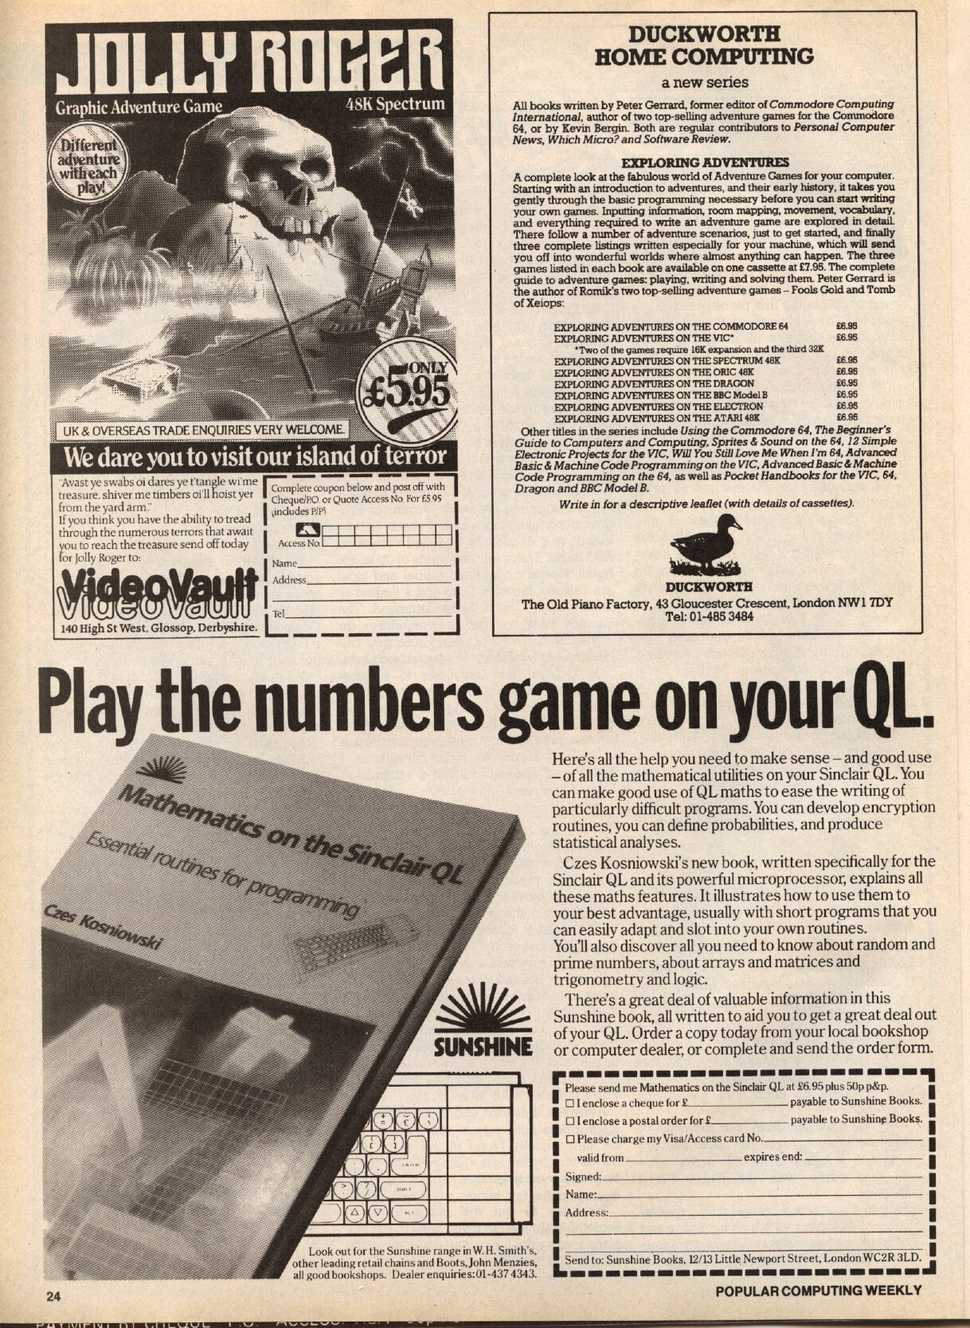 JOLLY ROGER
Graphic Adventure Game 48K Spectrum
Different
adventure
with each
play!
ONLY
£5.95
UK & OVERSEAS TRADE ENQUIRIES VERY WELCOME.
We dare you to visit our island of terror
"Avast ye swabs oi dares ye t'tangle wi'me
treasure. shiver me timbers oi'll hoist yer
from the yard arm."
If you think you have the ability to tread
through the numerous terrors that await
you to reach the treasure send off today
for Jolly Roger to:
VideoVault
VideoVault
140 High St West, Glossop, Derbyshire.
Complete coupon below and post off with
Cheque/P.O. or Quote Access No. For £5.95
(includes P/P)
Access No.
Name
Address
Tel
DUCKWORTH
HOME COMPUTING
a new series
All books written by Peter Gerrard, former editor of Commodore Computing
International, author of two top-selling adventure games for the Commodore
64, or by Kevin Bergin. Both are regular contributors to Personal Computer
News, Which Micro? and Software Review.
EXPLORING ADVENTURES
A complete look at the fabulous world of Adventure Games for your computer.
Starting with an introduction to adventures, and their early history, it takes you
gently through the basic programming necessary before you can start writing
your own games. Inputing information, room mapping, movement, vocabulary,
and everything required to write an adventure game are explored in detail.
There follow a number of adventure scenarios, just to get started, and finally
three complete listings written especially for your machine, which will send
you off into wonderful worlds where almost anything can happen. The three
games listed in each book are available on one cassette at £7.95. The complete
guide to adventure games: playing, writing and solving them. Peter Gerrard is
the author of Romik's two top-selling adventure games – Fools Gold and Tomb
of Xeiops:
EXPLORING ADVENTURES ON THE COMMODORE 64 £6.95
EXPLORING ADVENTURES ON THE VIC* £6.95
*Two of the games require 16K expansion and the third 32K
EXPLORING ADVENTURES ON THE SPECTRUM 48K £6.95
EXPLORING ADVENTURES ON THE ORIC 48K £6.95
EXPLORING ADVENTURES ON THE DRAGON £6.95
EXPLORING ADVENTURES ON THE BBC Model B £6.95
EXPLORING ADVENTURES ON THE ELECTRON £6.95
EXPLORING ADVENTURES ON THE ATARI 48K £6.95
Other titles in the series include Using the Commodore 64, The Beginner's
Guide to Computers and Computing, Sprites & Sound on the 64, 12 Simple
Electronic Projects for the VIC, Will You Still Love Me When I'm 64, Advanced
Basic & Machine Code Programming on the VIC, Advanced Basic & Machine
Code Programming on the 64, as well as Pocket Handbooks for the VIC, 64,
Dragon and BBC Model B.
Write in for a descriptive leaflet (with details of cassettes).
DUCKWORTH
The Old Piano Factory, 43 Gloucester Crescent, London NW1 7DY
Tel: 01-485 3484
Play the numbers game on your QL.
Mathematics on the Sinclair QL
Essential routines for programming
Czes Kosniowski
SUNSHINE
Look out for the Sunshine range in W.H. Smith's,
other leading retail chains and Boots, John Menzies,
all good bookshops. Dealer enquiries: 01-437 4343.
Here's all the help you need to make sense – and good use
– of all the mathematical utilities on your Sinclair QL. You
can make good use of QL maths to ease the writing of
particularly difficult programs. You can develop encryption
routines, you can define probabilities, and produce
statistical analyses.
Czes Kosniowski's new book, written specifically for the
Sinclair QL and its powerful microprocessor, explains all
these maths features. It illustrates how to use them to
your best advantage, usually with short programs that you
can easily adapt and slot into your own routines.
You'll also discover all you need to know about random and
prime numbers, about arrays and matrices and
trigonometry and logic.
There's a great deal of valuable information in this
Sunshine book, all written to aid you to get a great deal out
of your QL. Order a copy today from your local bookshop
or computer dealer, or complete and send the order form.
Please send me Mathematics on the Sinclair QL at £6.95 plus 50p p&p.
☐ I enclose a cheque for £ payable to Sunshine Books.
☐ I enclose a postal order for £ payable to Sunshine Books.
☐ Please charge my Visa/Access card No.
valid from expires end:
Signed:
Name:
Address:
Send to: Sunshine Books, 12/13 Little Newport Street, London WC2R 3LD.
24
POPULAR COMPUTING WEEKLY